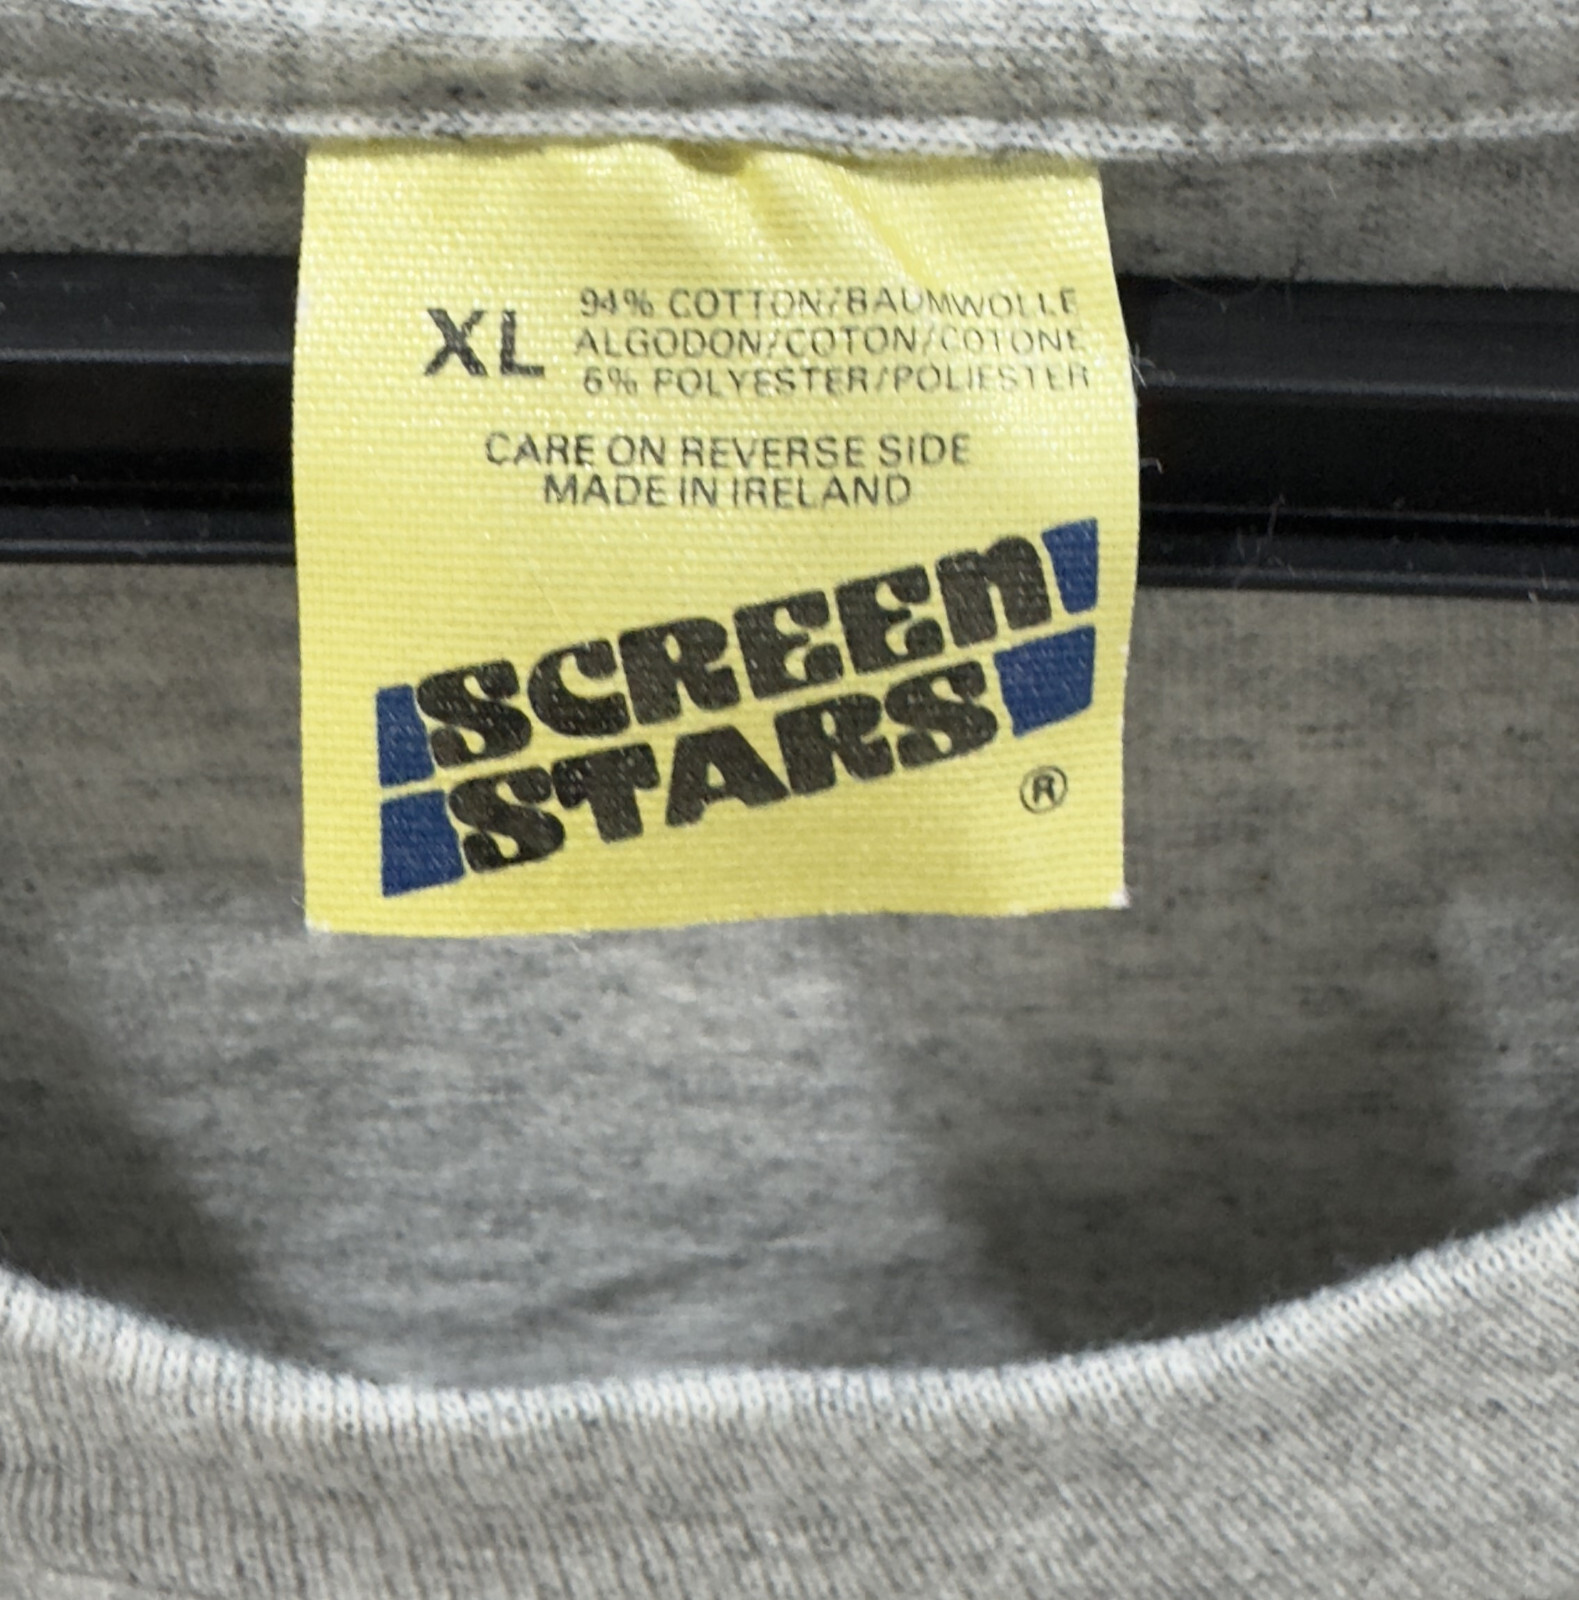 XL
94% COTTON/BAUMWOLLE
ALGODON/COTON/COTONE
6% POLYESTER/POLIESTER
CARE ON REVERSE SIDE
MADE IN IRELAND
SCREEN
STARS
®